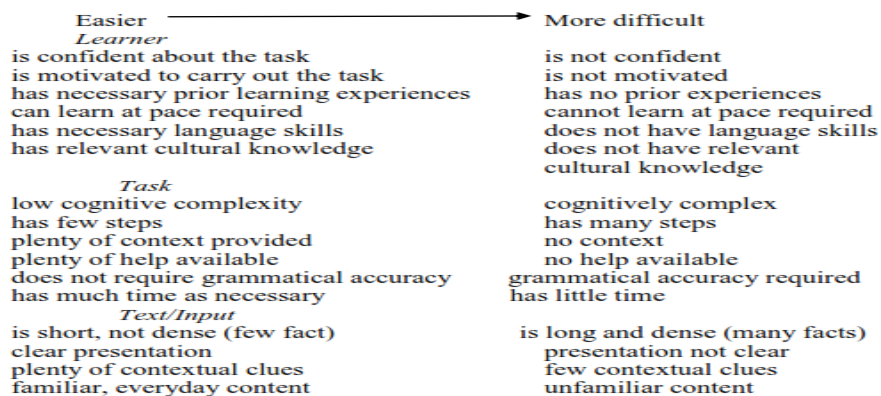 Easier More difficult
Learner
is confident about the task is not confident
is motivated to carry out the task is not motivated
has necessary prior learning experiences has no prior experiences
can learn at pace required cannot learn at pace required
has necessary language skills does not have language skills
has relevant cultural knowledge does not have relevant
cultural knowledge
Task
low cognitive complexity cognitively complex
has few steps has many steps
plenty of context provided no context
plenty of help available no help available
does not require grammatical accuracy grammatical accuracy required
has much time as necessary has little time
Text/Input
is short, not dense (few fact) is long and dense (many facts)
clear presentation presentation not clear
plenty of contextual clues few contextual clues
familiar, everyday content unfamiliar content